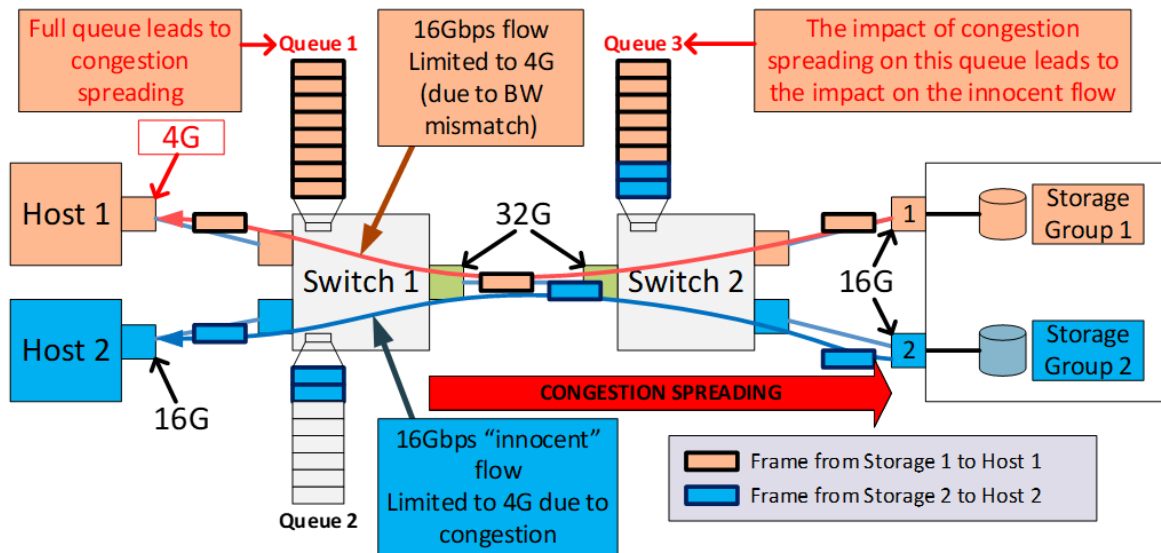 Full queue leads to
congestion
spreading
Queue 1
16Gbps flow
Limited to 4G
(due to BW
mismatch)
Queue 3
The impact of congestion
spreading on this queue leads to
the impact on the innocent flow
4G
Host 1
32G
Switch 1
Switch 2
1
Storage
Group 1
16G
Host 2
2
Storage
Group 2
16G
CONGESTION SPREADING
16Gbps “innocent”
flow
Limited to 4G due to
congestion
Queue 2
Frame from Storage 1 to Host 1
Frame from Storage 2 to Host 2